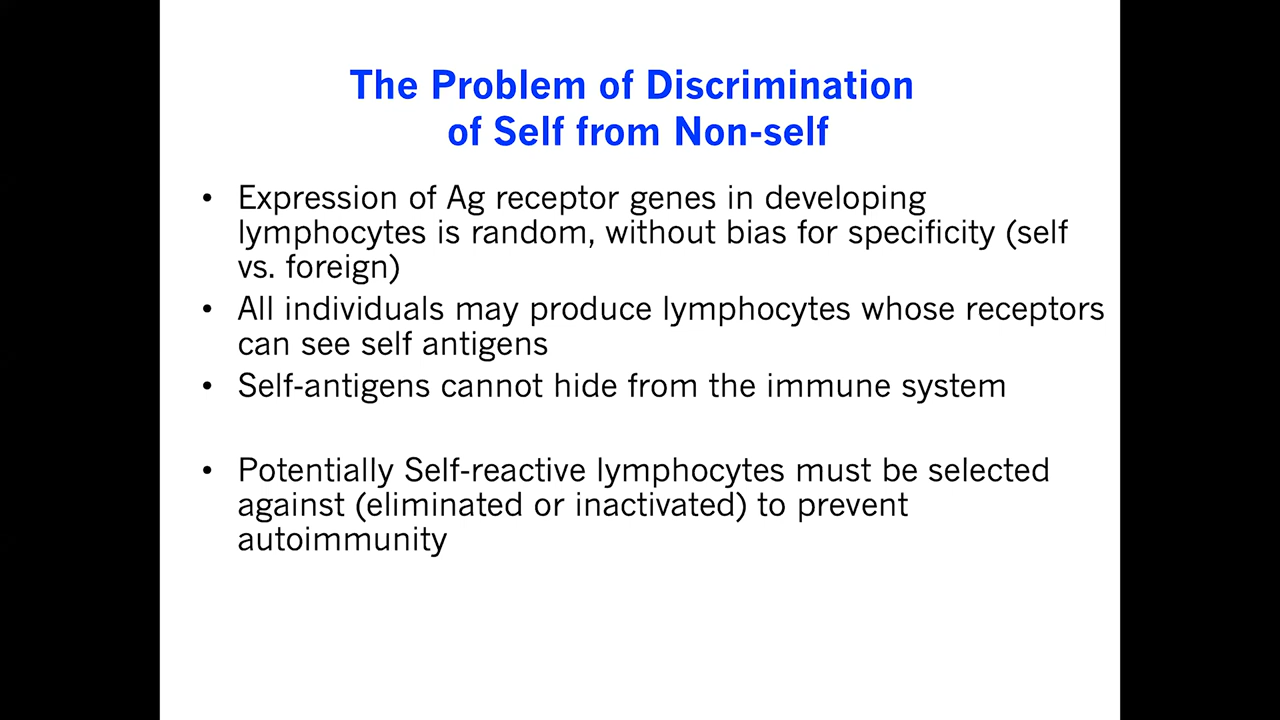 The Problem of Discrimination
of Self from Non-self
• Expression of Ag receptor genes in developing
lymphocytes is random, without bias for specificity (self
vs. foreign)
• All individuals may produce lymphocytes whose receptors
can see self antigens
• Self-antigens cannot hide from the immune system
• Potentially Self-reactive lymphocytes must be selected
against (eliminated or inactivated) to prevent
autoimmunity